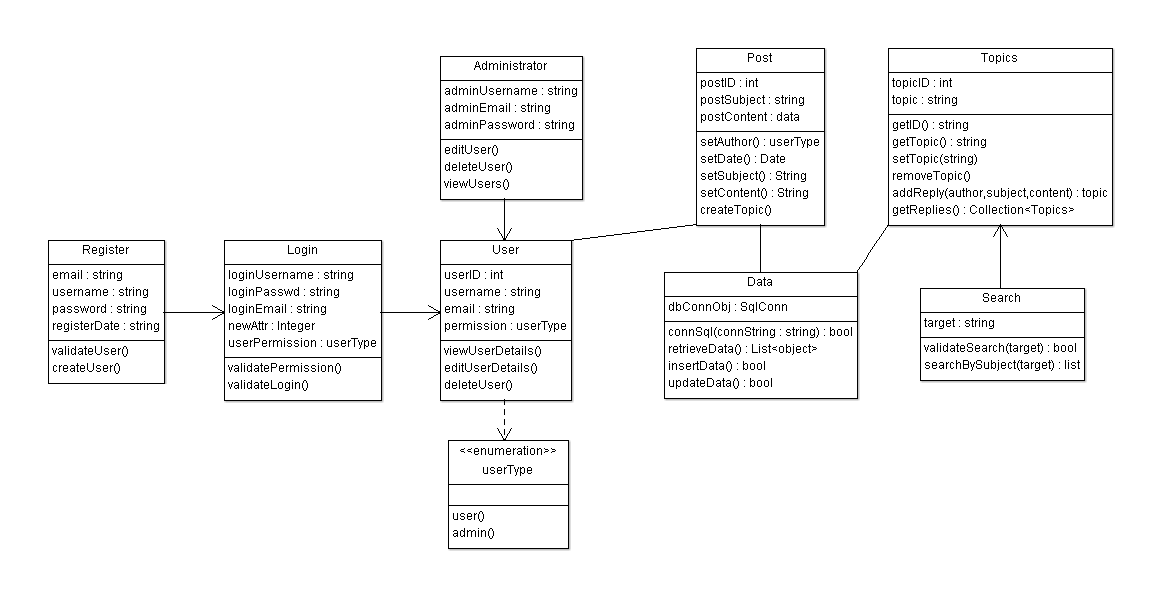 Administrator
adminUsername : string
adminEmail : string
adminPassword : string
editUser()
deleteUser()
viewUsers()
Post
postID : int
postSubject : string
postContent : data
setAuthor() : userType
setDate() : Date
setSubject() : String
setContent() : String
createTopic()
Topics
topicID : int
topic : string
getID() : string
getTopic() : string
setTopic(string)
removeTopic()
addReply(author,subject,content) : topic
getReplies() : Collection<Topics>
Register
email : string
username : string
password : string
registerDate : string
validateUser()
createUser()
Login
loginUsername : string
loginPasswd : string
loginEmail : string
newAttr : Integer
userPermission : userType
validatePermission()
validateLogin()
User
userID : int
username : string
email : string
permission : userType
viewUserDetails()
editUserDetails()
deleteUser()
Data
dbConnObj : SqlConn
connSql(connString : string) : bool
retrieveData() : List<object>
insertData() : bool
updateData() : bool
Search
target : string
validateSearch(target) : bool
searchBySubject(target) : list
<<enumeration>>
userType
user()
admin()